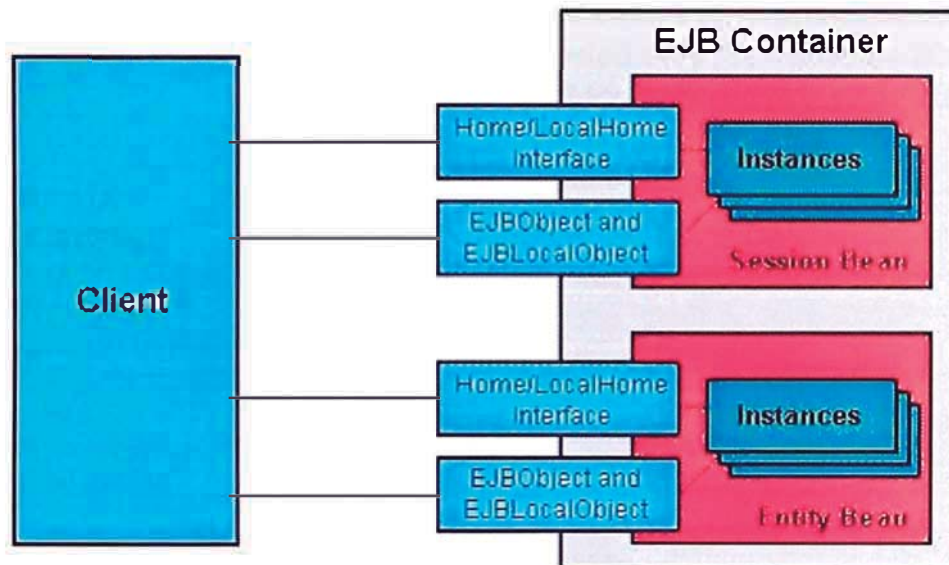 EJB Container
Client
Home/LocalHome
Interface
EJBObject and
EJBLocalObject
Instances
Session Bean
Home/LocalHome
Interface
EJBObject and
EJBLocalObject
Instances
Entity Bean